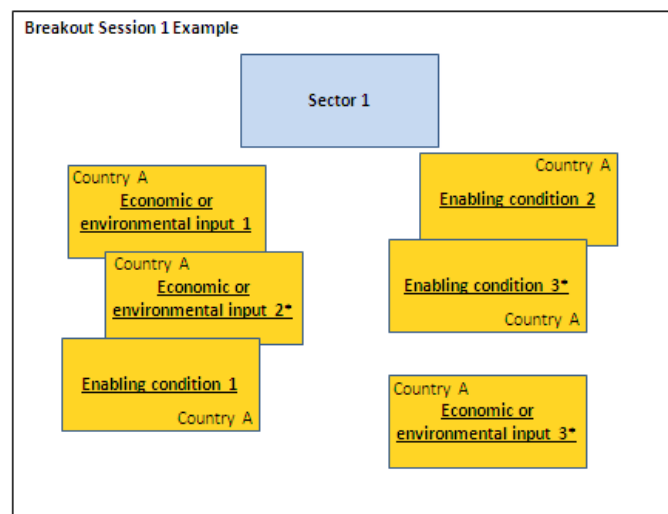 Breakout Session 1 Example
Sector 1
Country A
Economic or
environmental input 1
Country A
Economic or
environmental input 2*
Enabling condition 1
Country A
Country A
Enabling condition 2
Enabling condition 3*
Country A
Country A
Economic or
environmental input 3*